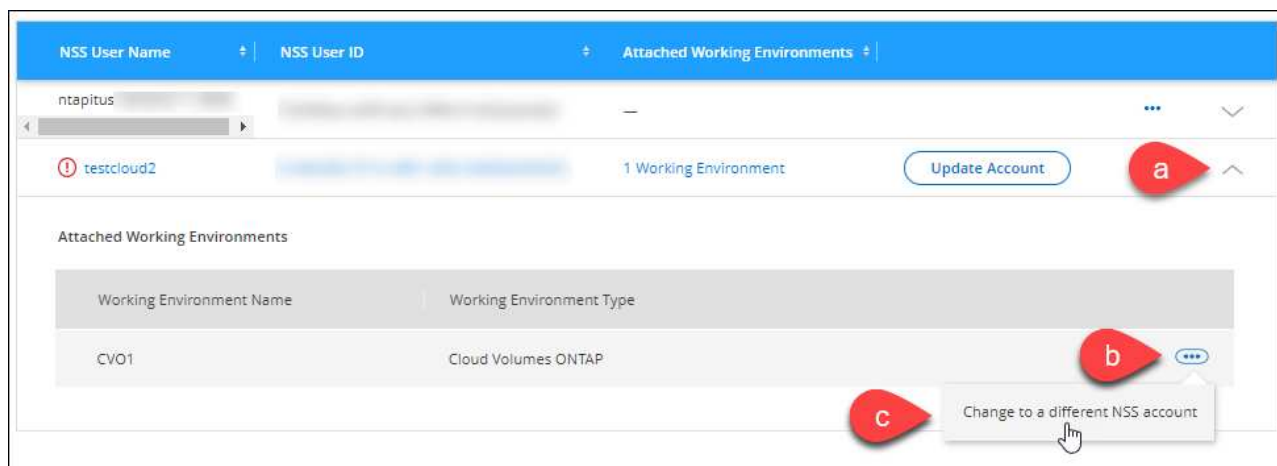 NSS User Name NSS User ID Attached Working Environments
ntapitus —
testcloud2 1 Working Environment Update Account a
Attached Working Environments
Working Environment Name Working Environment Type
CVO1 Cloud Volumes ONTAP b
c Change to a different NSS account